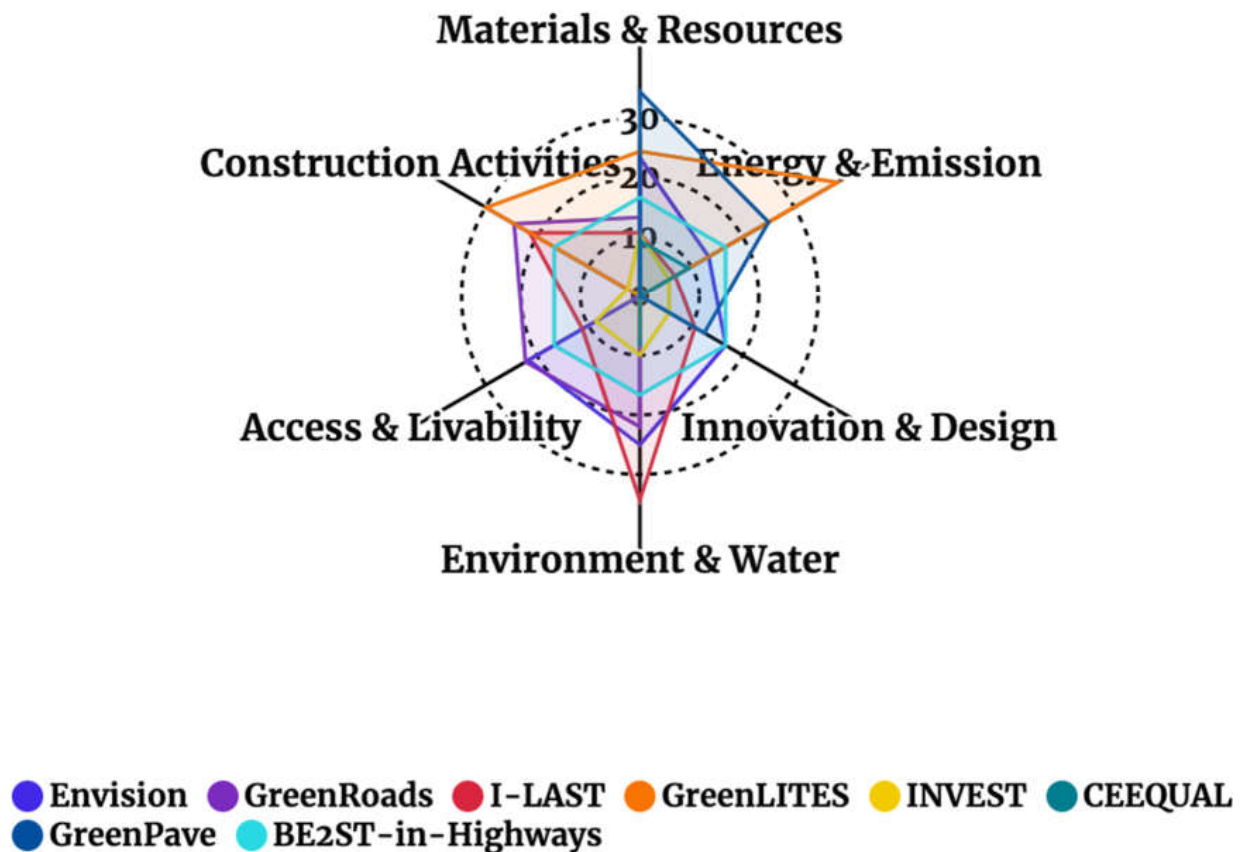 Materials & Resources
30
Construction Activities
Energy & Emission
20
10
0
Access & Livability
Innovation & Design
Environment & Water
Envision GreenRoads I-LAST GreenLITES INVEST CEEQUAL
GreenPave BE2ST-in-Highways